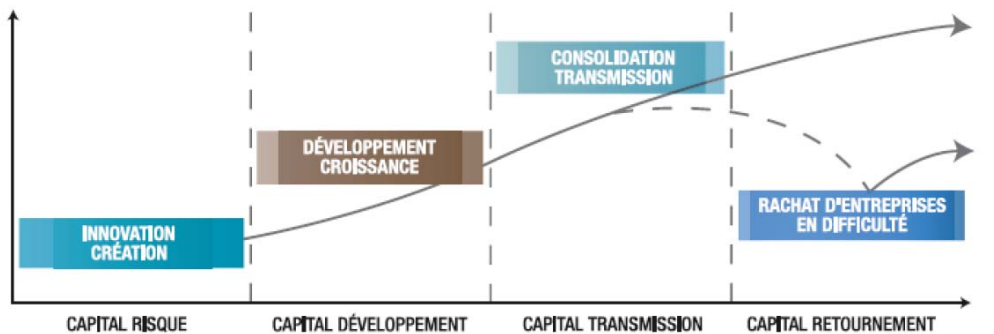 CONSOLIDATION
TRANSMISSION
DÉVELOPPEMENT
CROISSANCE
RACHAT D'ENTREPRISES
EN DIFFICULTÉ
INNOVATION
CRÉATION
CAPITAL RISQUE
CAPITAL DÉVELOPPEMENT
CAPITAL TRANSMISSION
CAPITAL RETOURNEMENT